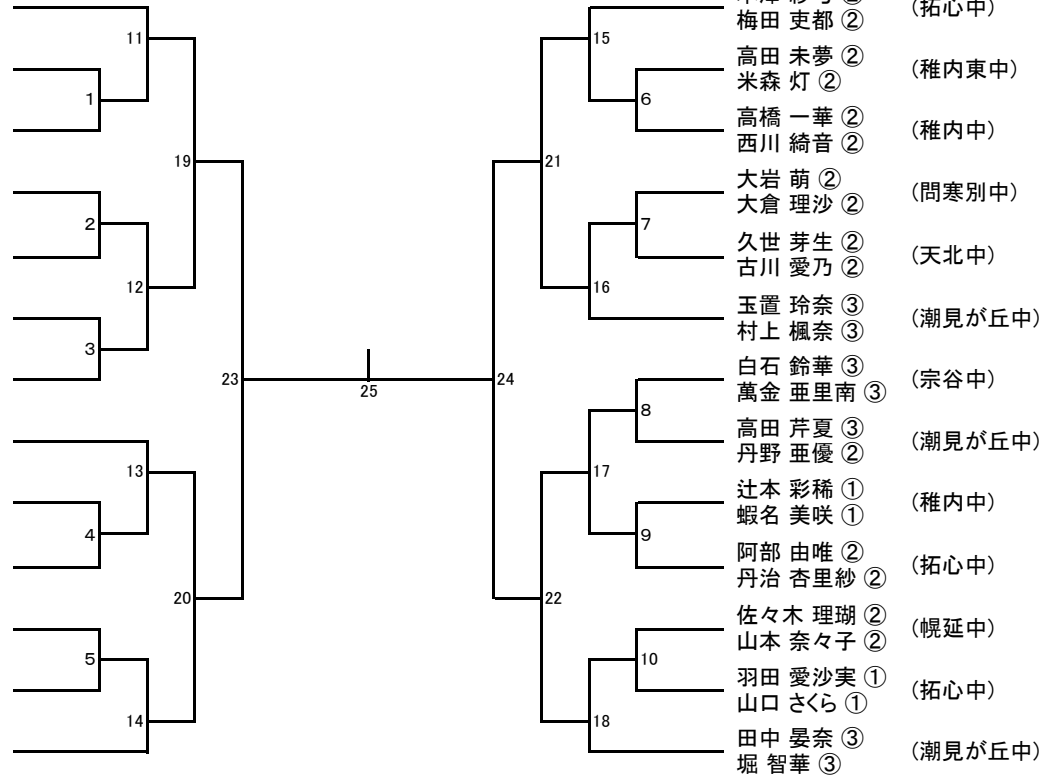 梅田 吏都 ②
(拓心中)
11
15
高田 未夢 ②
米森 灯 ②
(稚内東中)
1
6
高橋 一華 ②
西川 綺音 ②
(稚内中)
19
21
大岩 萌 ②
大倉 理沙 ②
(問寒別中)
2
7
久世 芽生 ②
古川 愛乃 ②
(天北中)
12
16
玉置 玲奈 ③
村上 楓奈 ③
(潮見が丘中)
3
白石 鈴華 ③
萬金 亜里南 ③
(宗谷中)
23
25
24
8
高田 芹夏 ③
丹野 亜優 ②
(潮見が丘中)
13
17
辻本 彩稀 ①
蝦名 美咲 ①
(稚内中)
4
9
阿部 由唯 ②
丹治 杏里紗 ②
(拓心中)
20
22
佐々木 理瑚 ②
山本 奈々子 ②
(幌延中)
5
10
羽田 愛沙実 ①
山口 さくら ①
(拓心中)
14
18
田中 晏奈 ③
堀 智華 ③
(潮見が丘中)